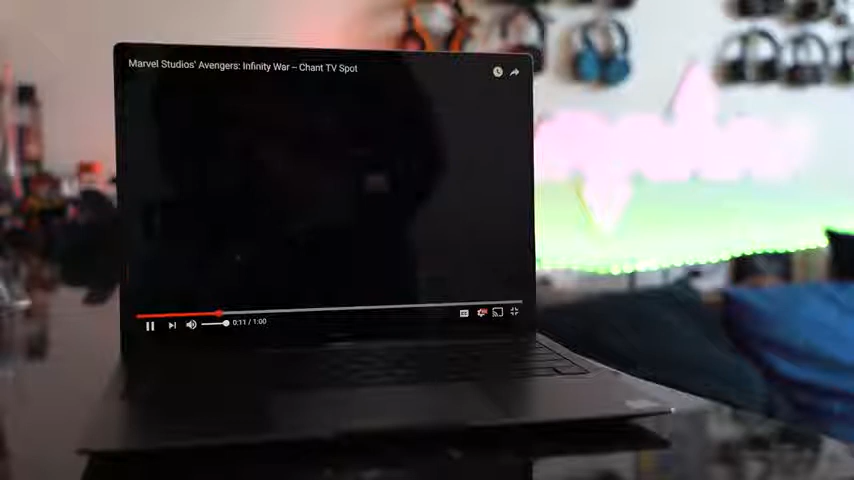 Marvel Studios' Avengers: Infinity War – Chant TV Spot
0:11 / 1:00